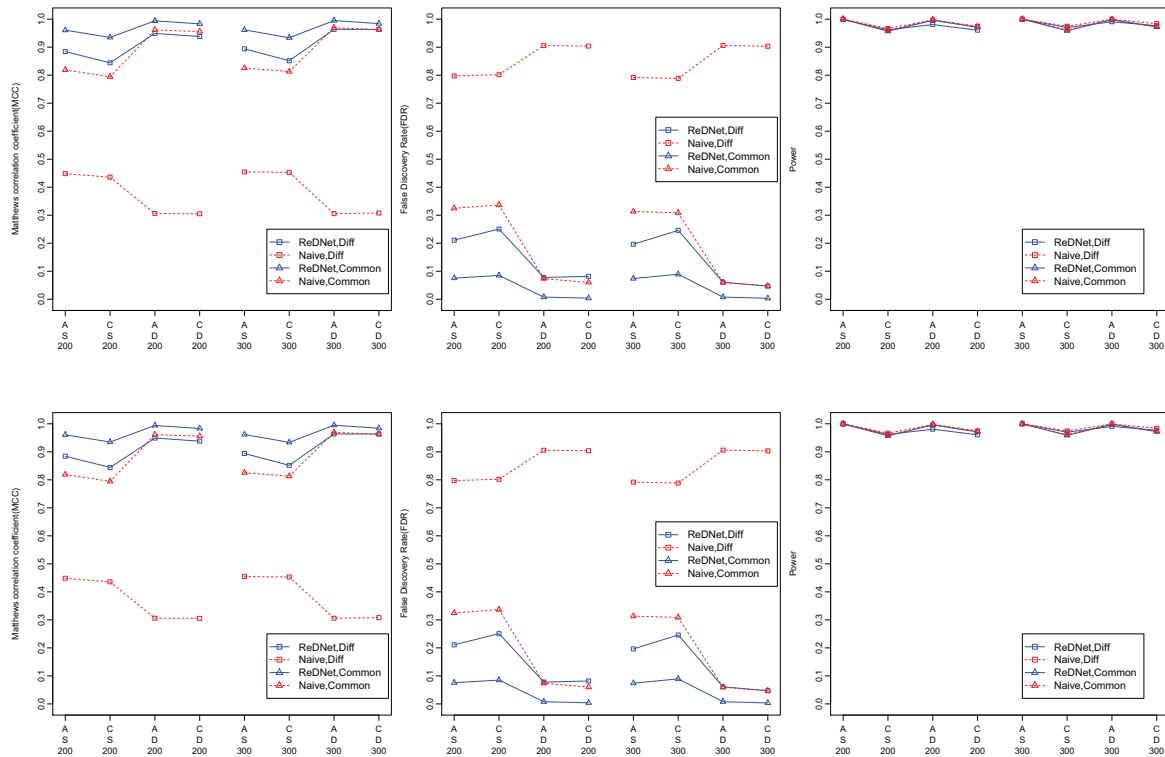 Matthews correlation coefficient(MCC)
1.0
0.9
0.8
0.7
0.6
0.5
0.4
0.3
0.2
0.1
0.0
ReDNet,Diff
Naive,Diff
ReDNet,Common
Naive,Common
A C A C A C A C
S S D D S S D D
200 200 200 200 300 300 300 300
False Discovery Rate(FDR)
1.0
0.9
0.8
0.7
0.6
0.5
0.4
0.3
0.2
0.1
0.0
ReDNet,Diff
Naive,Diff
ReDNet,Common
Naive,Common
A C A C A C A C
S S D D S S D D
200 200 200 200 300 300 300 300
Power
1.0
0.9
0.8
0.7
0.6
0.5
0.4
0.3
0.2
0.1
0.0
ReDNet,Diff
Naive,Diff
ReDNet,Common
Naive,Common
A C A C A C A C
S S D D S S D D
200 200 200 200 300 300 300 300
Matthews correlation coefficient(MCC)
1.0
0.9
0.8
0.7
0.6
0.5
0.4
0.3
0.2
0.1
0.0
ReDNet,Diff
Naive,Diff
ReDNet,Common
Naive,Common
A C A C A C A C
S S D D S S D D
200 200 200 200 300 300 300 300
False Discovery Rate(FDR)
1.0
0.9
0.8
0.7
0.6
0.5
0.4
0.3
0.2
0.1
0.0
ReDNet,Diff
Naive,Diff
ReDNet,Common
Naive,Common
A C A C A C A C
S S D D S S D D
200 200 200 200 300 300 300 300
Power
1.0
0.9
0.8
0.7
0.6
0.5
0.4
0.3
0.2
0.1
0.0
ReDNet,Diff
Naive,Diff
ReDNet,Common
Naive,Common
A C A C A C A C
S S D D S S D D
200 200 200 200 300 300 300 300